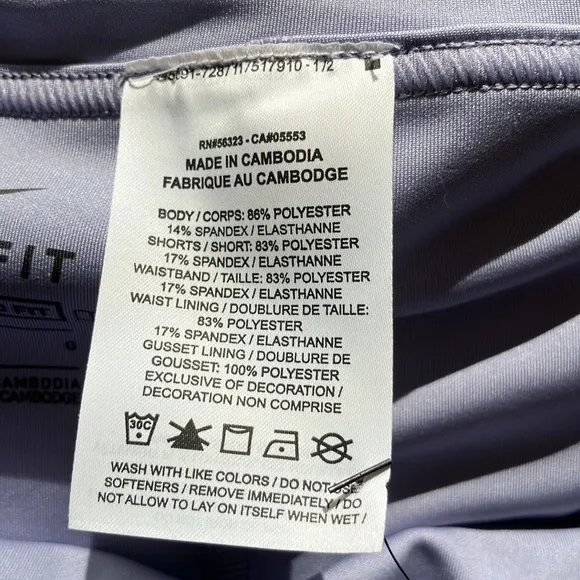 RN#56323 - CA#05553
MADE IN CAMBODIA
FABRIQUE AU CAMBODGE
BODY / CORPS: 86% POLYESTER
14% SPANDEX / ELASTHANNE
SHORTS / SHORT: 83% POLYESTER
17% SPANDEX / ELASTHANNE
WAISTBAND / TAILLE: 83% POLYESTER
17% SPANDEX / ELASTHANNE
WAIST LINING / DOUBLURE DE TAILLE:
83% POLYESTER
17% SPANDEX / ELASTHANNE
GUSSET LINING / DOUBLURE DE
GOUSSET: 100% POLYESTER
EXCLUSIVE OF DECORATION /
DECORATION NON COMPRISE
30C
WASH WITH LIKE COLORS / DO NOT USE
SOFTENERS / REMOVE IMMEDIATELY / DO
NOT ALLOW TO LAY ON ITSELF WHEN WET /
FIT
FIT
CAMBODIA
CAMBODGE